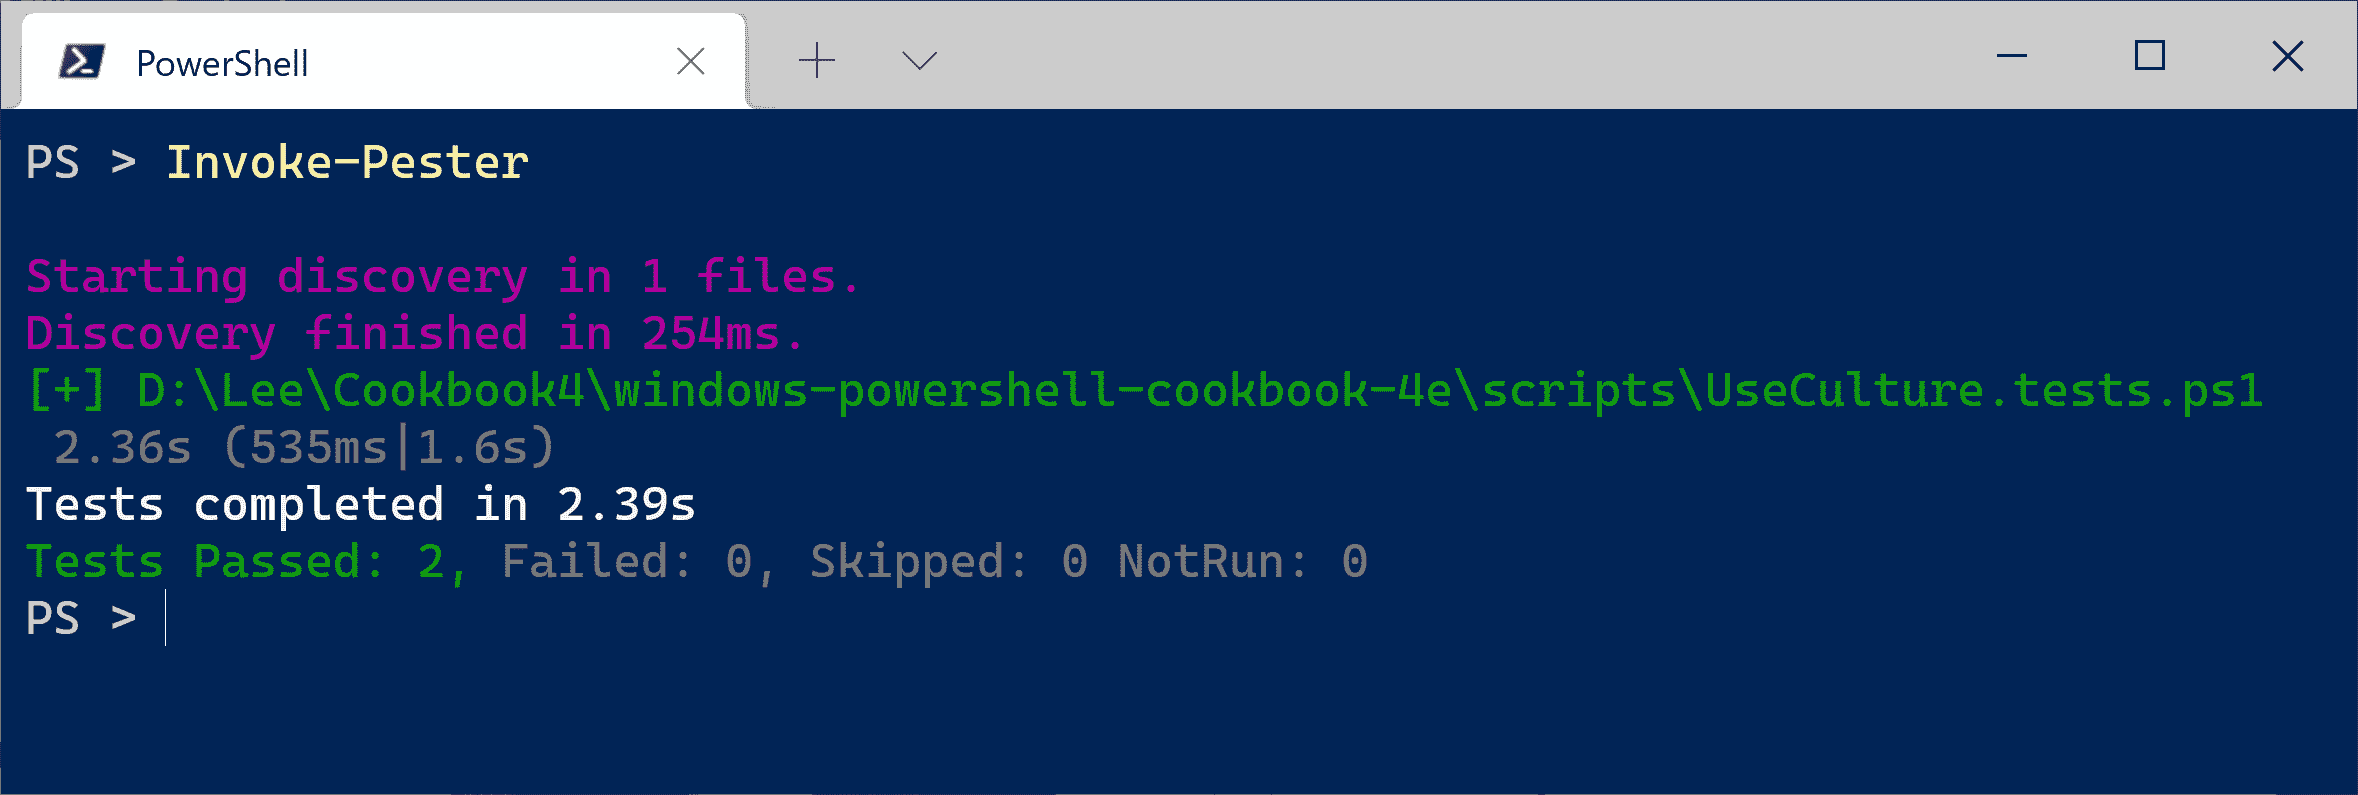 PowerShell
PS > Invoke-Pester
Starting discovery in 1 files.
Discovery finished in 254ms.
[+] D:\Lee\Cookbook4\windows-powershell-cookbook-4e\scripts\UseCulture.tests.ps1
2.36s (535ms|1.6s)
Tests completed in 2.39s
Tests Passed: 2, Failed: 0, Skipped: 0 NotRun: 0
PS >